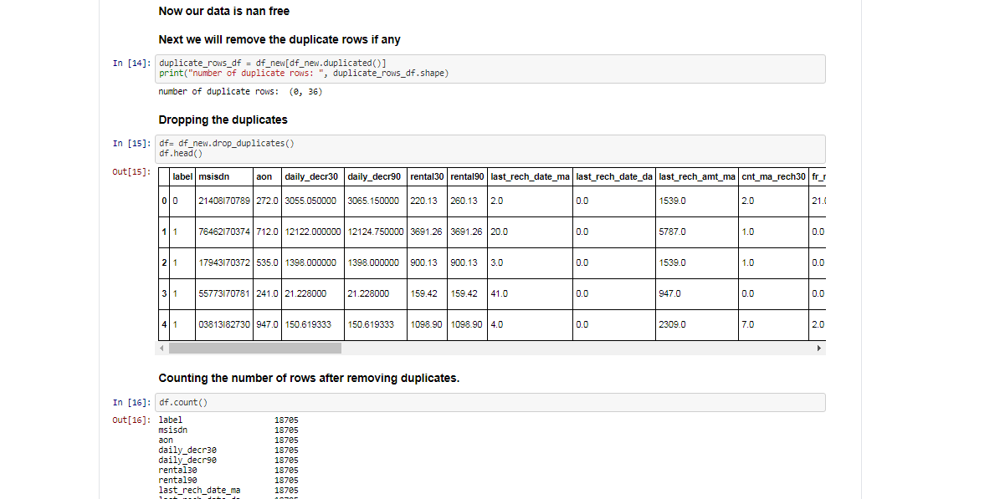 Now our data is nan free
Next we will remove the duplicate rows if any
In [14]: duplicate_rows_df = df_new[df_new.duplicated()]
print("number of duplicate rows: ", duplicate_rows_df.shape)
number of duplicate rows:  (0, 36)
Dropping the duplicates
In [15]: df= df_new.drop_duplicates()
df.head()
Out[15]:
label msisdn aon daily_decr30 daily_decr90 rental30 rental90 last_rech_date_ma last_rech_date_da last_rech_amt_ma cnt_ma_rech30
0 0 21408I70789 272.0 3055.050000 3065.150000 220.13 260.13 2.0 0.0 1539.0 2.0 21.
1 1 76462I70374 712.0 12122.000000 12124.750000 3691.26 3691.26 20.0 0.0 5787.0 1.0 0.0
2 1 17943I70372 535.0 1398.000000 1398.000000 900.13 900.13 3.0 0.0 1539.0 1.0 0.0
3 1 55773I70781 241.0 21.228000 21.228000 159.42 159.42 41.0 0.0 947.0 0.0 0.0
4 1 03813I82730 947.0 150.619333 150.619333 1098.90 1098.90 4.0 0.0 2309.0 7.0 2.0
Counting the number of rows after removing duplicates.
In [16]: df.count()
Out[16]: label 18705
msisdn 18705
aon 18705
daily_decr30 18705
daily_decr90 18705
rental30 18705
rental90 18705
last_rech_date_ma 18705